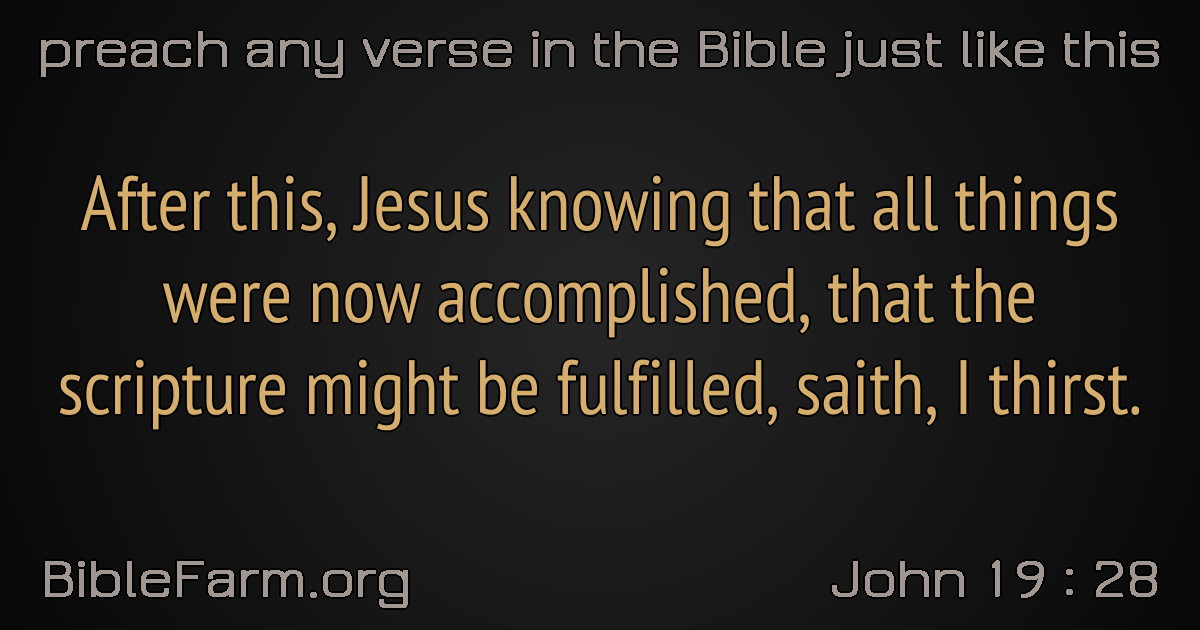 preach any verse in the Bible just like this
After this, Jesus knowing that all things
were now accomplished, that the
scripture might be fulfilled, saith, I thirst.
BibleFarm.org
John 19 : 28